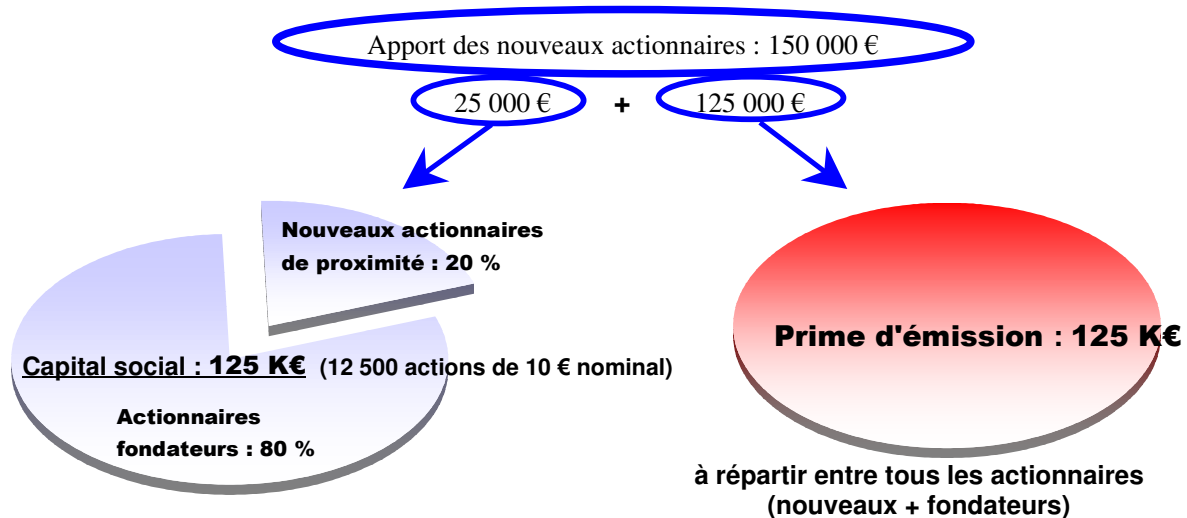 Apport des nouveaux actionnaires : 150 000 €
25 000 € + 125 000 €
Nouveaux actionnaires
de proximité : 20 %
Capital social : 125 K€ (12 500 actions de 10 € nominal)
Actionnaires
fondateurs : 80 %
Prime d'émission : 125 K€
à répartir entre tous les actionnaires
(nouveaux + fondateurs)